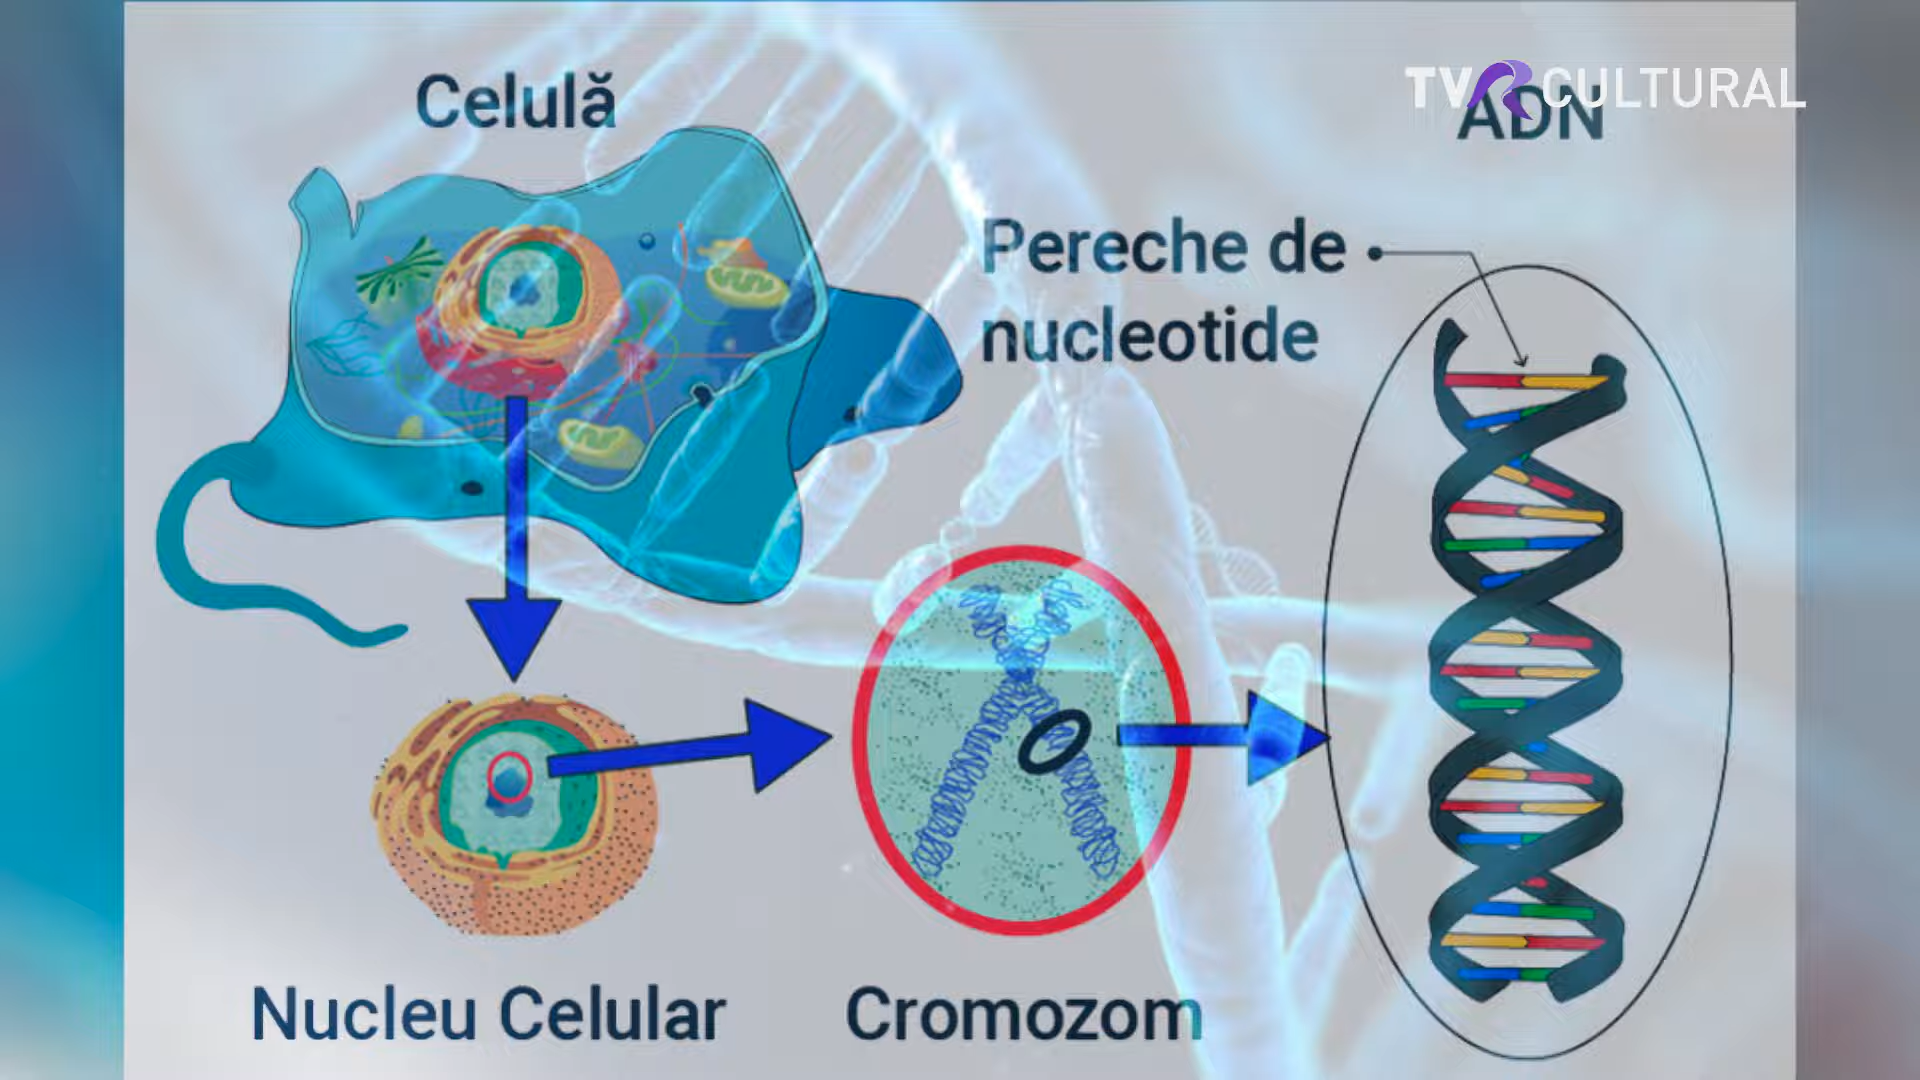 Celulă
TVR CULTURAL
ADN
Pereche de
nucleotide
Nucleu Celular
Cromozom